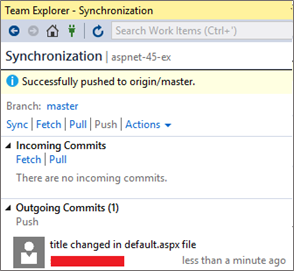 Team Explorer - Synchronization
Search Work Items (Ctrl+')
Synchronization | aspnet-45-ex
Successfully pushed to origin/master.
Branch: master
Sync | Fetch | Pull | Push | Actions
Incoming Commits
Fetch | Pull
There are no incoming commits.
Outgoing Commits (1)
Push
title changed in default.aspx file
less than a minute ago